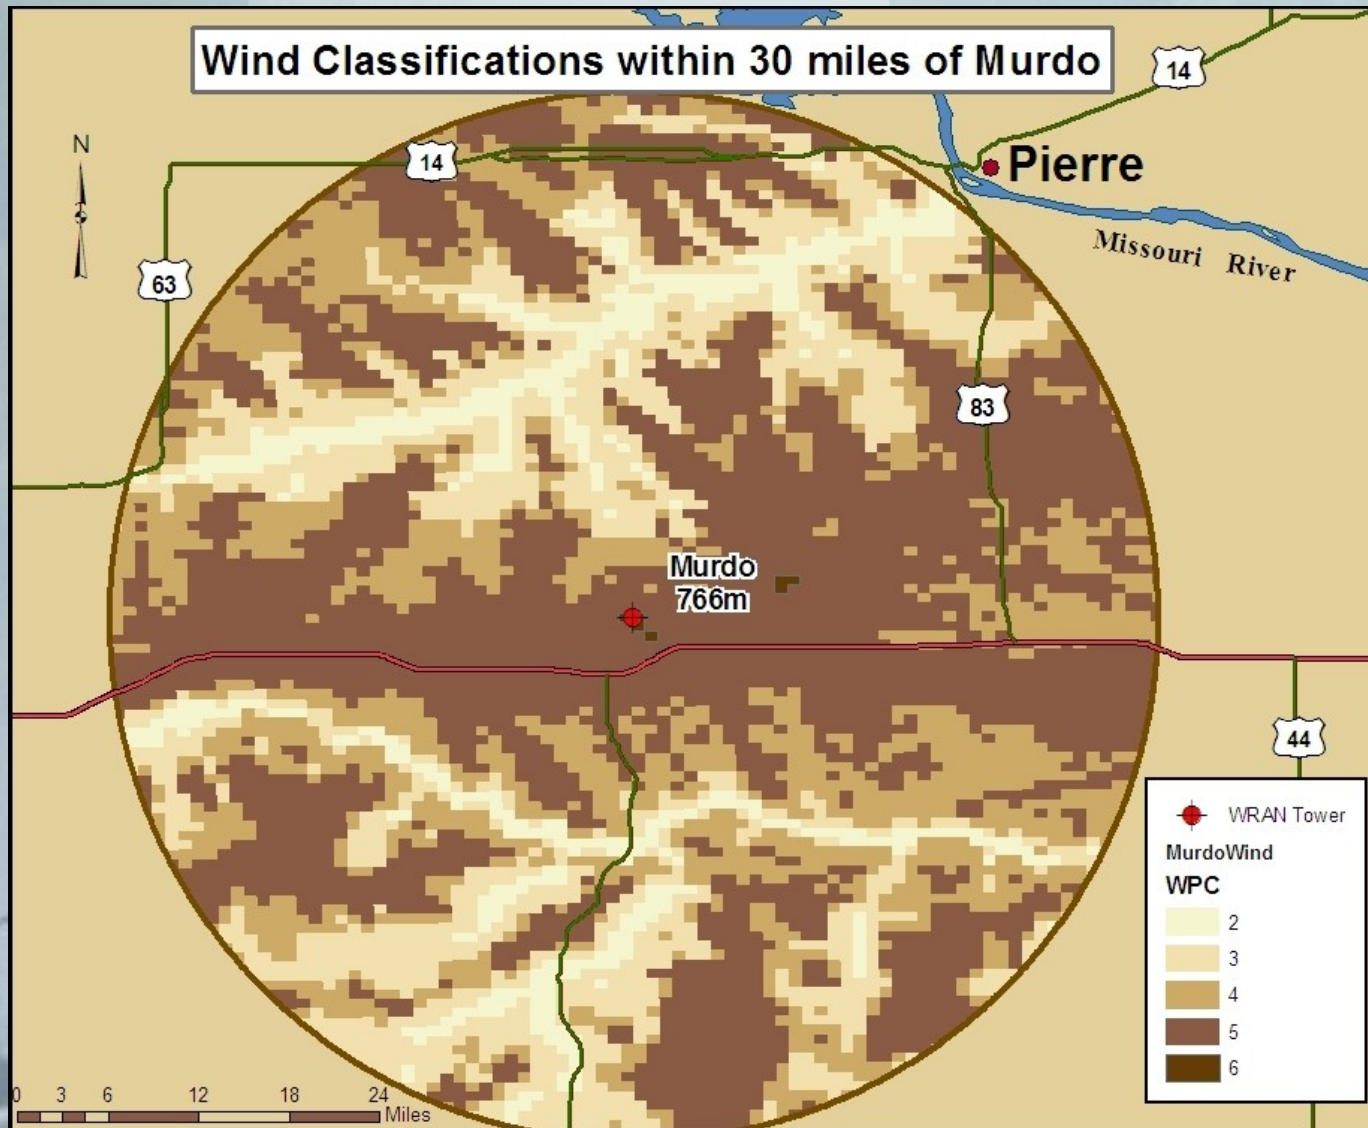 Wind Classifications within 30 miles of Murdo
14
N
14
Pierre
Missouri River
63
83
Murdo
766m
44
WRAN Tower
MurdoWind
WPC
2
3
4
5
6
0 3 6 12 18 24
Miles